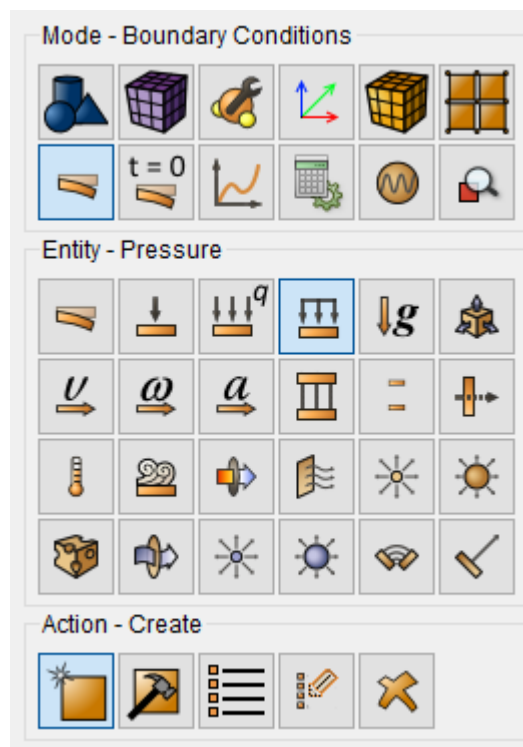 Mode - Boundary Conditions
t = 0
Entity - Pressure
q
g
υ ω a
Action - Create